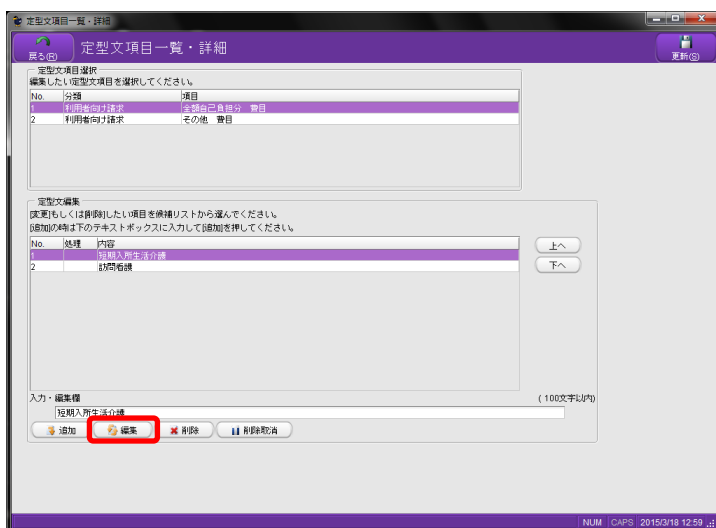 定型文項目一覧・詳細
戻る(R)
定型文項目一覧・詳細
更新(S)
定型文項目選択
編集したい定型文項目を選択してください。
No. 分類 項目
1 利用者向け請求 全額自己負担分 費目
2 利用者向け請求 その他 費目
定型文編集
[変更]もしくは[削除]したい項目を候補リストから選んでください。
[追加]の時は下のテキストボックスに入力して[追加]を押してください。
No. 処理 内容
1 短期入所生活介護
2 訪問看護
上へ
下へ
入力・編集欄 (100文字以内)
短期入所生活介護
追加 編集 削除 削除取消
NUM CAPS 2015/3/18 12:59